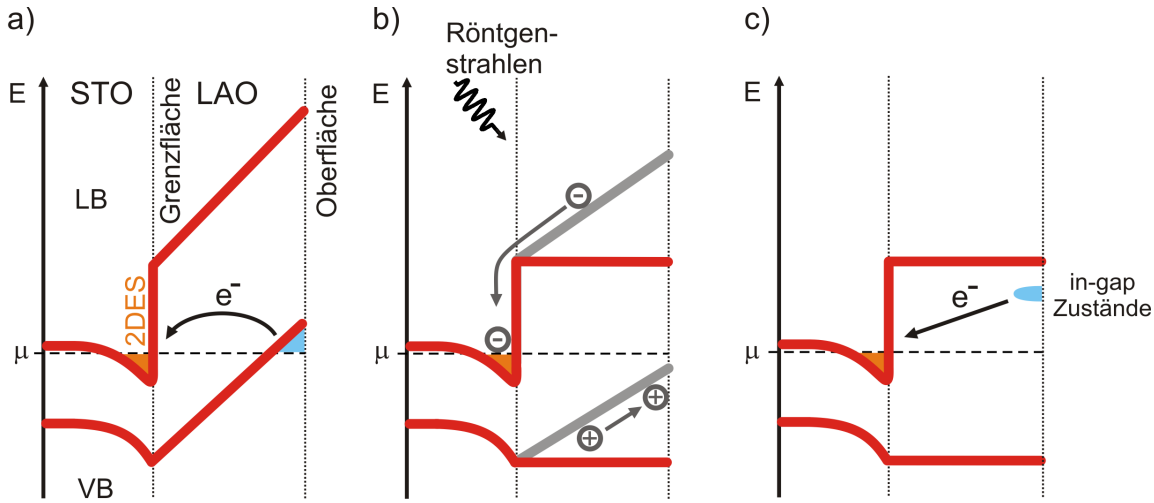 a)
E
STO
LAO
Grenzfläche
Oberfläche
LB
2DES
e-
μ
VB
b)
Röntgen-
strahlen
E
-
-
μ
+
+
c)
E
in-gap
Zustände
e-
μ